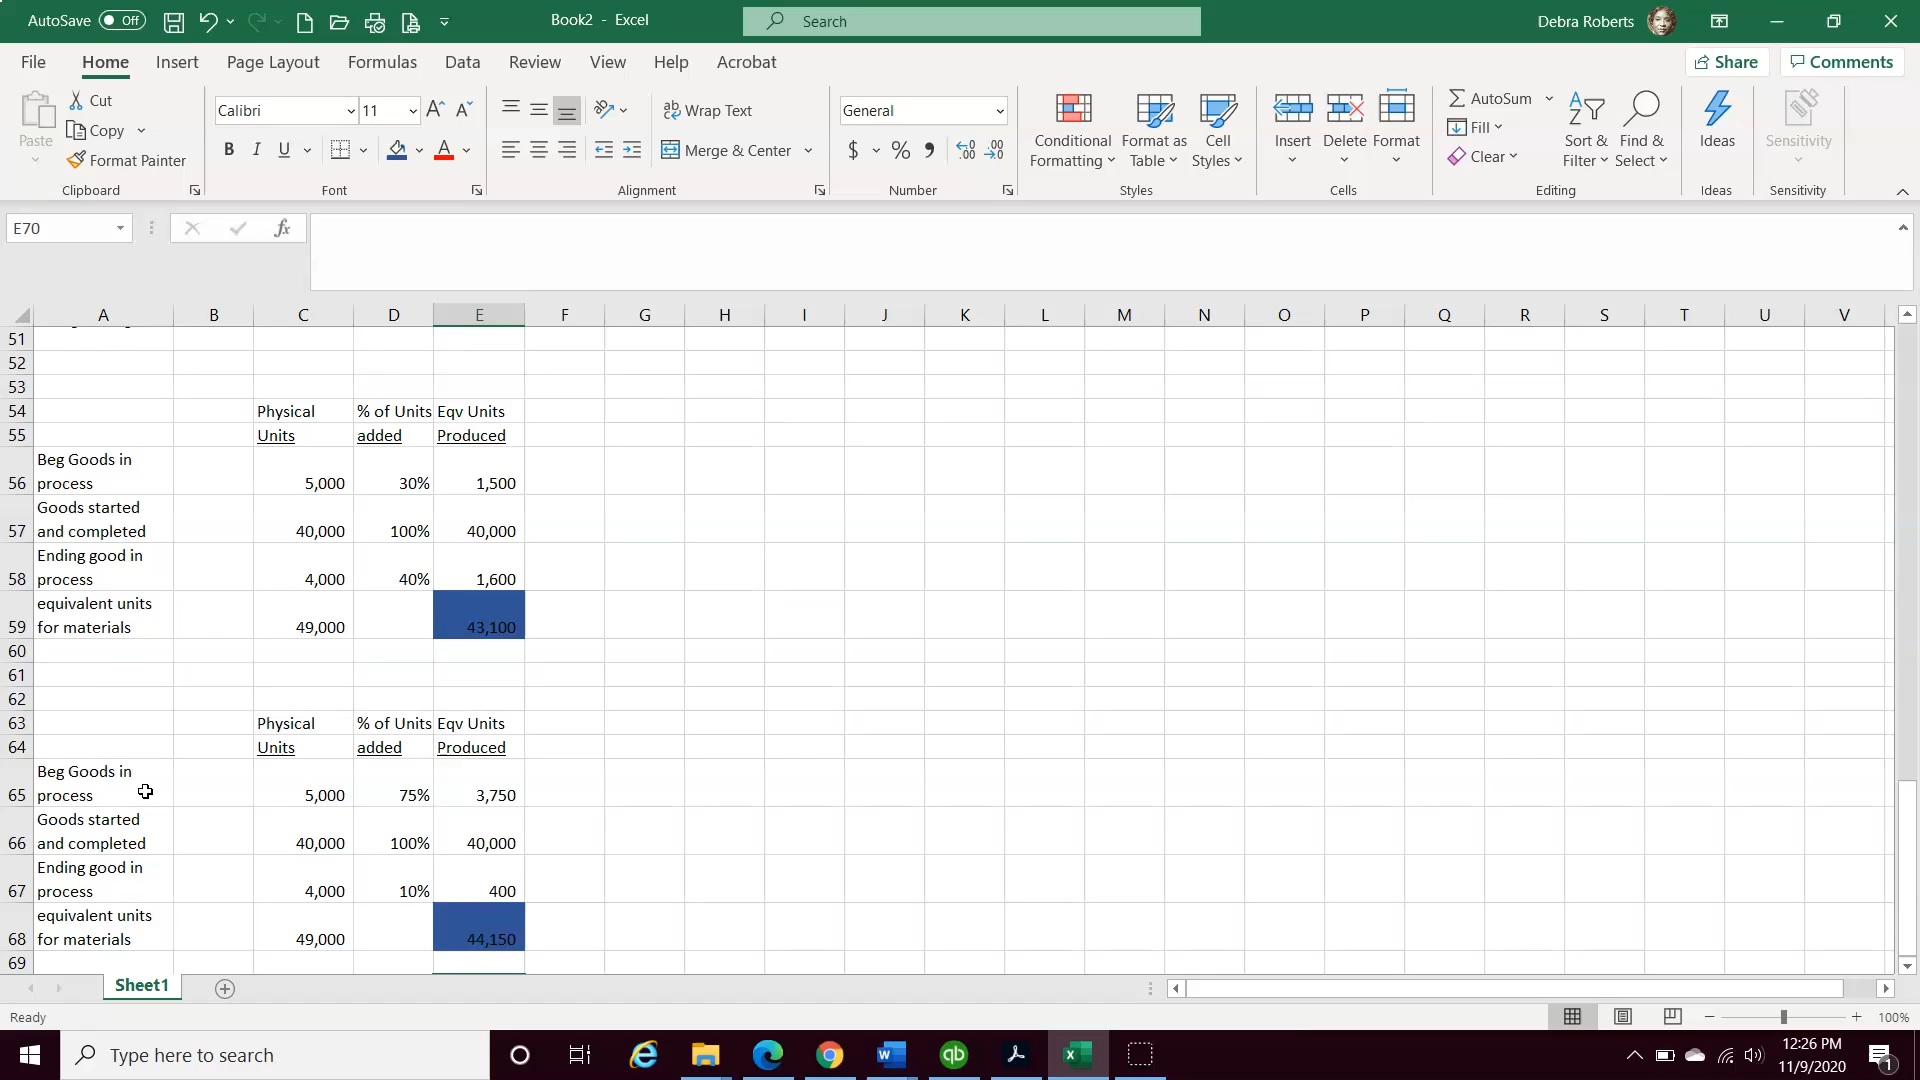 AutoSave Off
Book2 - Excel
Search
Debra Roberts
File Home Insert Page Layout Formulas Data Review View Help Acrobat
Share Comments
Paste
Cut
Copy
Format Painter
Clipboard
Calibri 11
B I U
Font
Wrap Text
Merge & Center
Alignment
General
$ % 9
Number
Conditional Formatting
Format as Table
Cell Styles
Styles
Insert Delete Format
Cells
AutoSum
Fill
Clear
Sort & Filter
Find & Select
Editing
Ideas
Ideas
Sensitivity
Sensitivity
E70
fx
A B C D E F G H I J K L M N O P Q R S T U V
51
52
53
54 Physical % of Units Eqv Units
55 Units added Produced
Beg Goods in
56 process 5,000 30% 1,500
Goods started
57 and completed 40,000 100% 40,000
Ending good in
58 process 4,000 40% 1,600
equivalent units
59 for materials 49,000 43,100
60
61
62
63 Physical % of Units Eqv Units
64 Units added Produced
Beg Goods in
65 process 5,000 75% 3,750
Goods started
66 and completed 40,000 100% 40,000
Ending good in
67 process 4,000 10% 400
equivalent units
68 for materials 49,000 44,150
69
Sheet1
Ready
100%
Type here to search
12:26 PM
11/9/2020
1